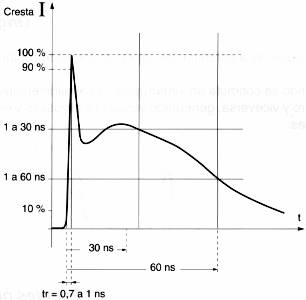 Cresta I
100 %
90 %
1 a 30 ns
1 a 60 ns
10 %
t
30 ns
60 ns
tr = 0,7 a 1 ns